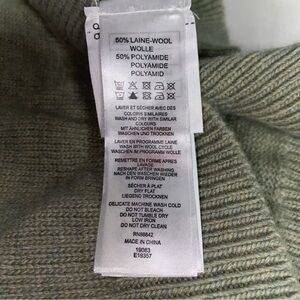 50% LAINE-WOOL
WOLLE
50% POLYAMIDE
POLYAMIDE
POLYAMID
LAVER ET SÉCHER AVEC DES
COLORIS SIMILAIRES
WASH AND DRY WITH SIMILAR
COLOURS
MIT ÄHNLICHEN FARBEN
WASCHEN UND TROCKNEN
LAVER EN PROGRAMME LAINE
WASH WITH WOOL CYCLE
WASCHEN IM PROGRAMM WOLLE
REMETTRE EN FORME APRÈS
LAVAGE
RESHAPE AFTER WASHING
NACH DEM WASCHEN WIEDER
IN FORM BRINGEN
SÉCHER À PLAT
DRY FLAT
LIEGEND TROCKNEN
DELICATE MACHINE WASH COLD
DO NOT BLEACH
DO NOT TUMBLE DRY
LOW IRON
DO NOT DRY CLEAN
RN86842
MADE IN CHINA
19083
E19357